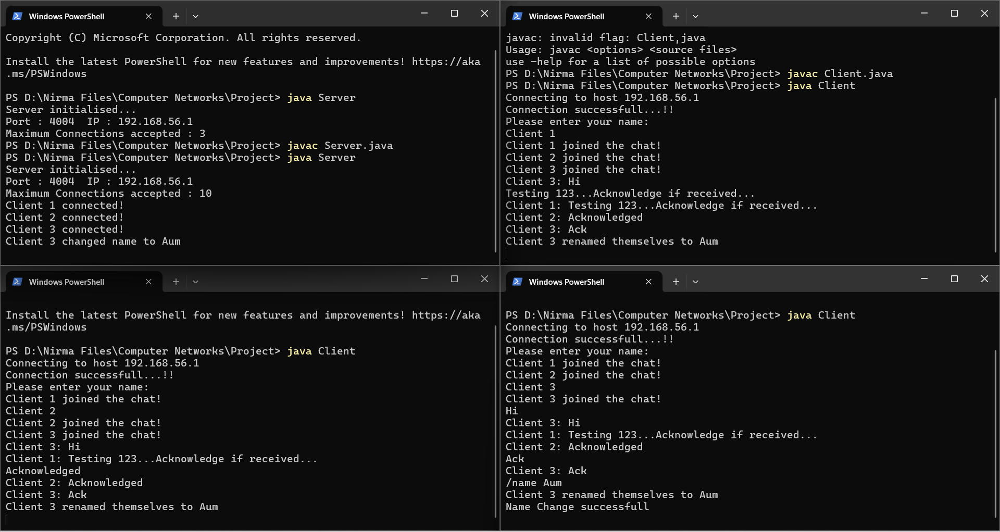 Windows PowerShell
Copyright (C) Microsoft Corporation. All rights reserved.
Install the latest PowerShell for new features and improvements! https://aka
.ms/PSWindows
PS D:\Nirma Files\Computer Networks\Project> java Server
Server initialised...
Port : 4004  IP : 192.168.56.1
Maximum Connections accepted : 3
PS D:\Nirma Files\Computer Networks\Project> javac Server.java
PS D:\Nirma Files\Computer Networks\Project> java Server
Server initialised...
Port : 4004  IP : 192.168.56.1
Maximum Connections accepted : 10
Client 1 connected!
Client 2 connected!
Client 3 connected!
Client 3 changed name to Aum
Windows PowerShell
javac: invalid flag: Client,java
Usage: javac <options> <source files>
use -help for a list of possible options
PS D:\Nirma Files\Computer Networks\Project> javac Client.java
PS D:\Nirma Files\Computer Networks\Project> java Client
Connecting to host 192.168.56.1
Connection successfull...!!
Please enter your name:
Client 1
Client 1 joined the chat!
Client 2 joined the chat!
Client 3 joined the chat!
Client 3: Hi
Testing 123...Acknowledge if received...
Client 1: Testing 123...Acknowledge if received...
Client 2: Acknowledged
Client 3: Ack
Client 3 renamed themselves to Aum
Windows PowerShell
Install the latest PowerShell for new features and improvements! https://aka
.ms/PSWindows
PS D:\Nirma Files\Computer Networks\Project> java Client
Connecting to host 192.168.56.1
Connection successfull...!!
Please enter your name:
Client 1 joined the chat!
Client 2
Client 2 joined the chat!
Client 3 joined the chat!
Client 3: Hi
Client 1: Testing 123...Acknowledge if received...
Acknowledged
Client 2: Acknowledged
Client 3: Ack
Client 3 renamed themselves to Aum
Windows PowerShell
PS D:\Nirma Files\Computer Networks\Project> java Client
Connecting to host 192.168.56.1
Connection successfull...!!
Please enter your name:
Client 1 joined the chat!
Client 2 joined the chat!
Client 3
Client 3 joined the chat!
Hi
Client 3: Hi
Client 1: Testing 123...Acknowledge if received...
Client 2: Acknowledged
Ack
Client 3: Ack
/name Aum
Client 3 renamed themselves to Aum
Name Change successfull